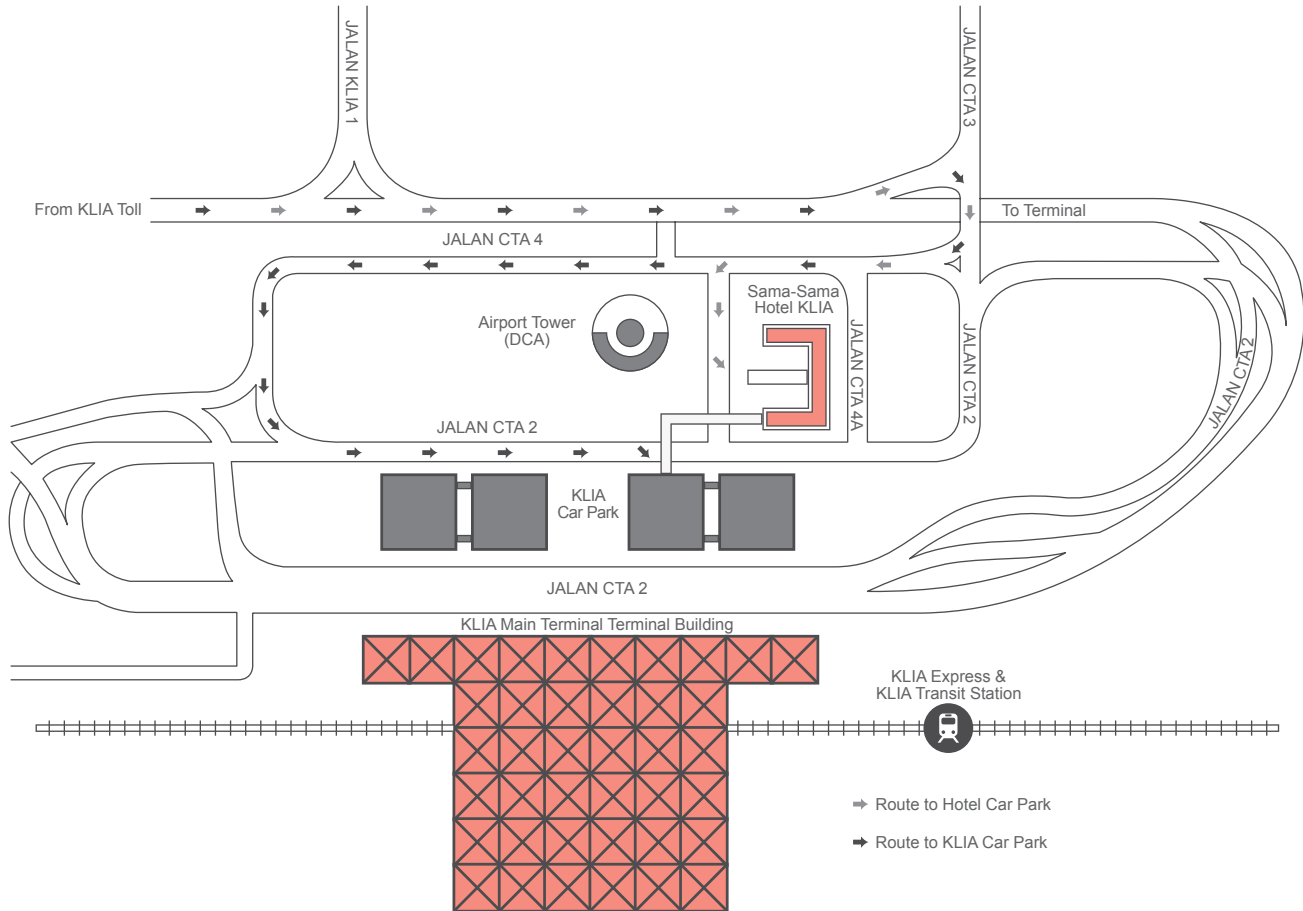 JALAN KLIA 1
JALAN CTA 3
From KLIA Toll
To Terminal
JALAN CTA 4
Sama-Sama
Hotel KLIA
Airport Tower
(DCA)
JALAN CTA 4A
JALAN CTA 2
JALAN CTA 2
JALAN CTA 2
KLIA
Car Park
JALAN CTA 2
KLIA Main Terminal Terminal Building
KLIA Express &
KLIA Transit Station
Route to Hotel Car Park
Route to KLIA Car Park